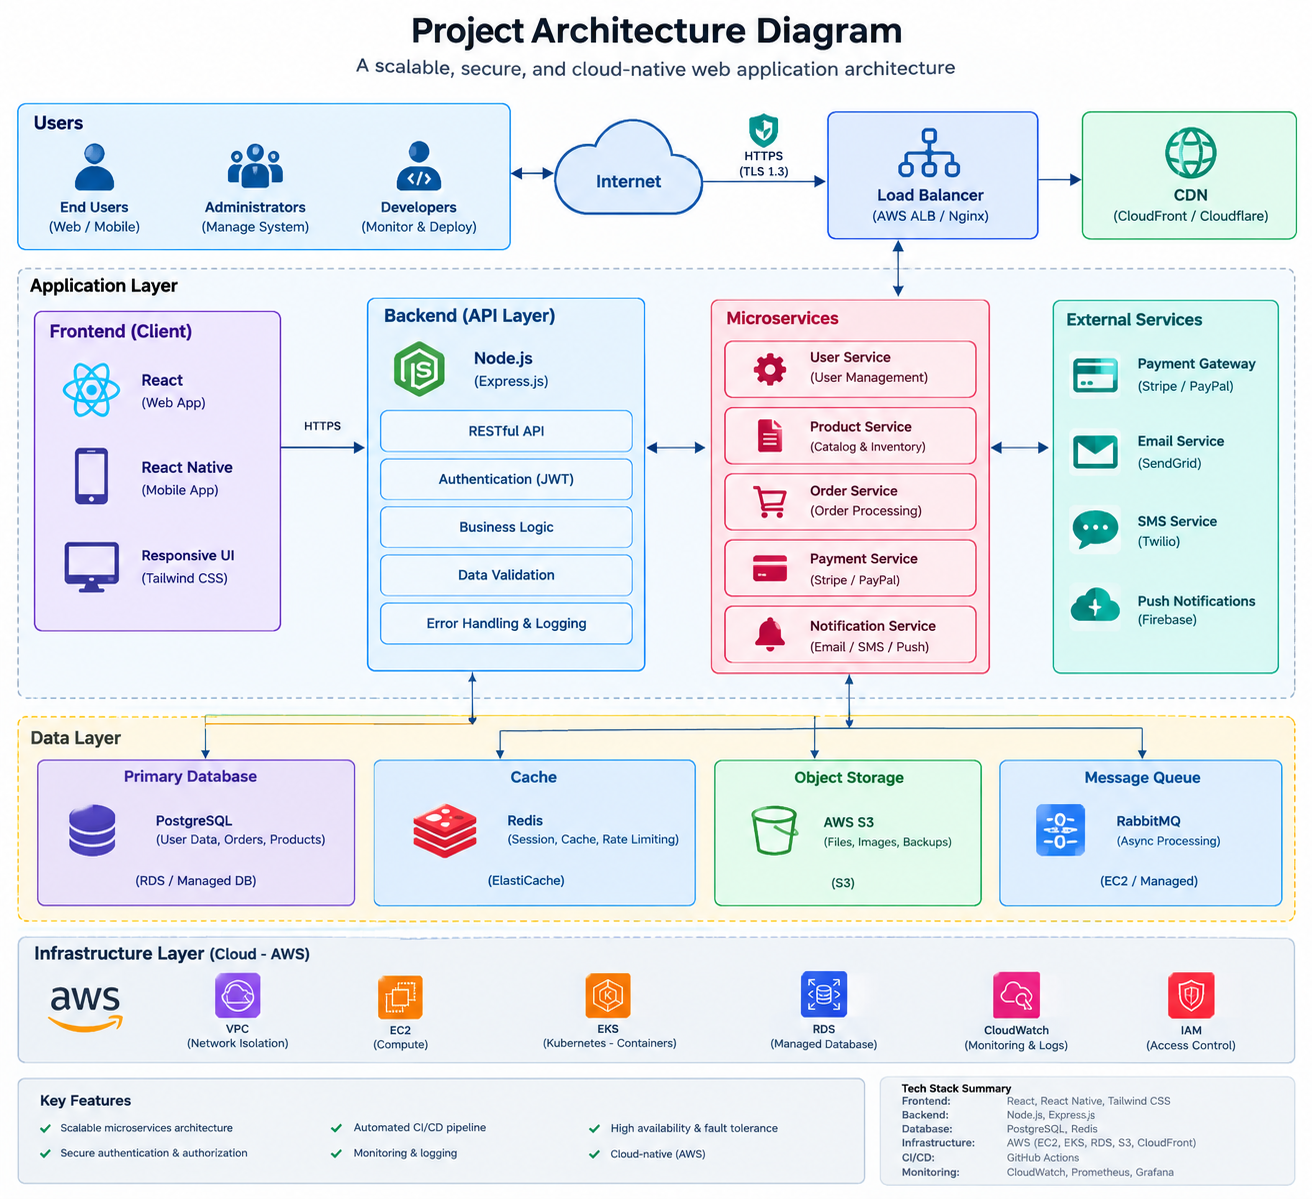 Project Architecture Diagram
A scalable, secure, and cloud-native web application architecture
Users
End Users
(Web / Mobile)
Administrators
(Manage System)
Developers
(Monitor & Deploy)
Internet
HTTPS
(TLS 1.3)
Load Balancer
(AWS ALB / Nginx)
CDN
(CloudFront / Cloudflare)
Application Layer
Frontend (Client)
React
(Web App)
React Native
(Mobile App)
Responsive UI
(Tailwind CSS)
HTTPS
Backend (API Layer)
JS
Node.js
(Express.js)
RESTful API
Authentication (JWT)
Business Logic
Data Validation
Error Handling & Logging
Microservices
User Service
(User Management)
Product Service
(Catalog & Inventory)
Order Service
(Order Processing)
Payment Service
(Stripe / PayPal)
Notification Service
(Email / SMS / Push)
External Services
Payment Gateway
(Stripe / PayPal)
Email Service
(SendGrid)
SMS Service
(Twilio)
Push Notifications
(Firebase)
Data Layer
Primary Database
PostgreSQL
(User Data, Orders, Products)
(RDS / Managed DB)
Cache
Redis
(Session, Cache, Rate Limiting)
(ElastiCache)
Object Storage
AWS S3
(Files, Images, Backups)
(S3)
Message Queue
RabbitMQ
(Async Processing)
(EC2 / Managed)
Infrastructure Layer (Cloud - AWS)
aws
VPC
(Network Isolation)
EC2
(Compute)
K
EKS
(Kubernetes - Containers)
RDS
(Managed Database)
CloudWatch
(Monitoring & Logs)
IAM
(Access Control)
Key Features
Scalable microservices architecture
Automated CI/CD pipeline
High availability & fault tolerance
Secure authentication & authorization
Monitoring & logging
Cloud-native (AWS)
Tech Stack Summary
Frontend: React, React Native, Tailwind CSS
Backend: Node.js, Express.js
Database: PostgreSQL, Redis
Infrastructure: AWS (EC2, EKS, RDS, S3, CloudFront)
CI/CD: GitHub Actions
Monitoring: CloudWatch, Prometheus, Grafana